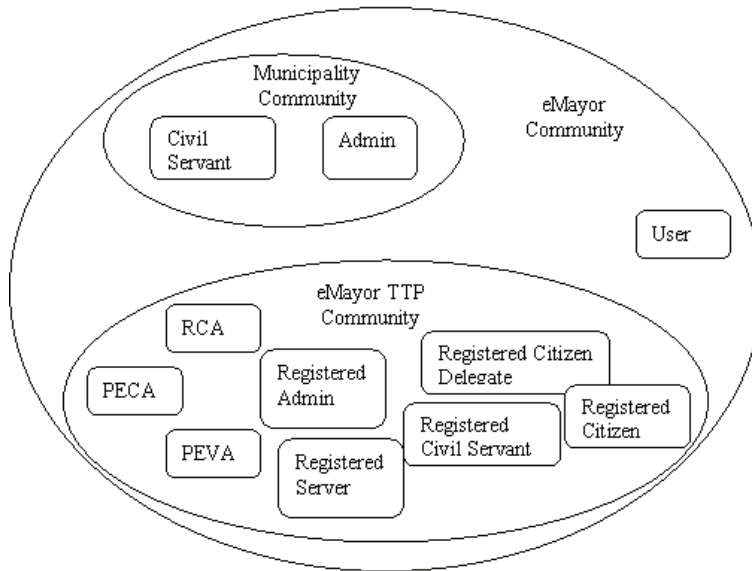 Municipality
Community
Civil
Servant
Admin
eMayor
Community
User
eMayor TTP
Community
RCA
PECA
PEVA
Registered
Admin
Registered
Server
Registered Citizen
Delegate
Registered
Civil Servant
Registered
Citizen